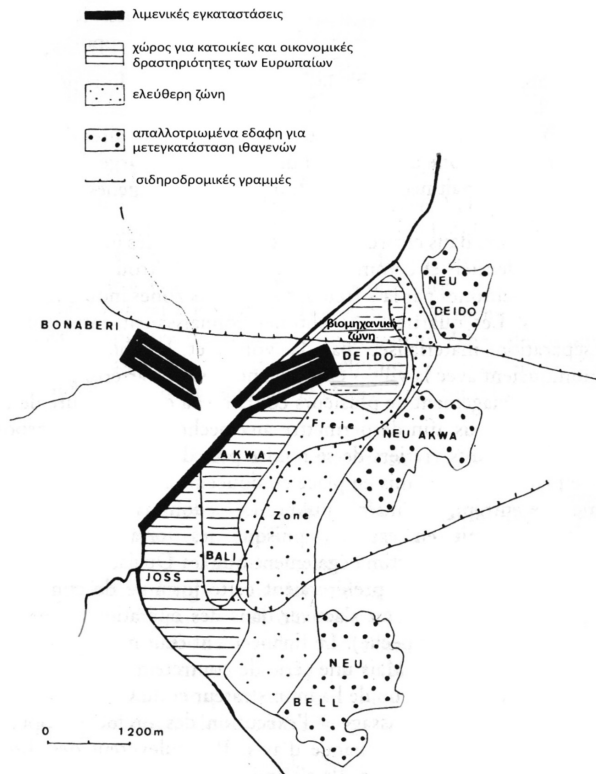 λιμενικές εγκαταστάσεις
χώρος για κατοικίες και οικονομικές
δραστηριότητες των Ευρωπαίων
ελεύθερη ζώνη
απαλλοτριωμένα εδαφη για
μετεγκατάσταση ιθαγενών
σιδηροδρομικές γραμμές
NEU
DEIDO
BONABERI
βιομηχανική
ζώνη
DEIDO
Freie
NEU AKWA
AKWA
Zone
BALI
JOSS
NEU
BELL
0 1200m